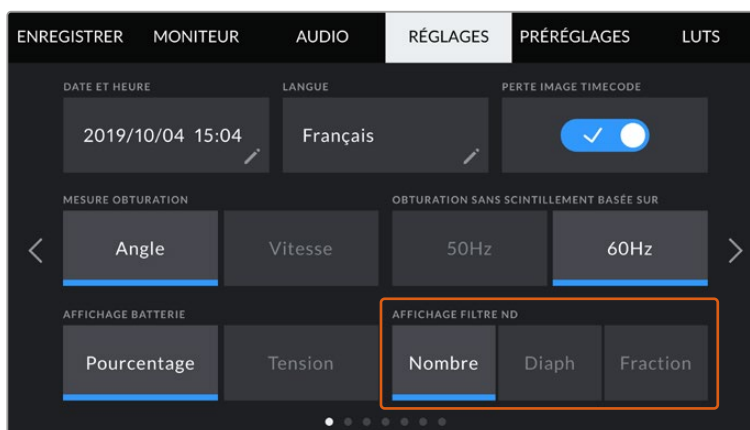 ENREGISTRER MONITEUR AUDIO RÉGLAGES PRÉRÉGLAGES LUTS
DATE ET HEURE LANGUE PERTE IMAGE TIMECODE
2019/10/04 15:04 Français
MESURE OBTURATION OBTURATION SANS SCINTILLEMENT BASÉE SUR
Angle Vitesse 50Hz 60Hz
AFFICHAGE BATTERIE AFFICHAGE FILTRE ND
Pourcentage Tension Nombre Diaph Fraction